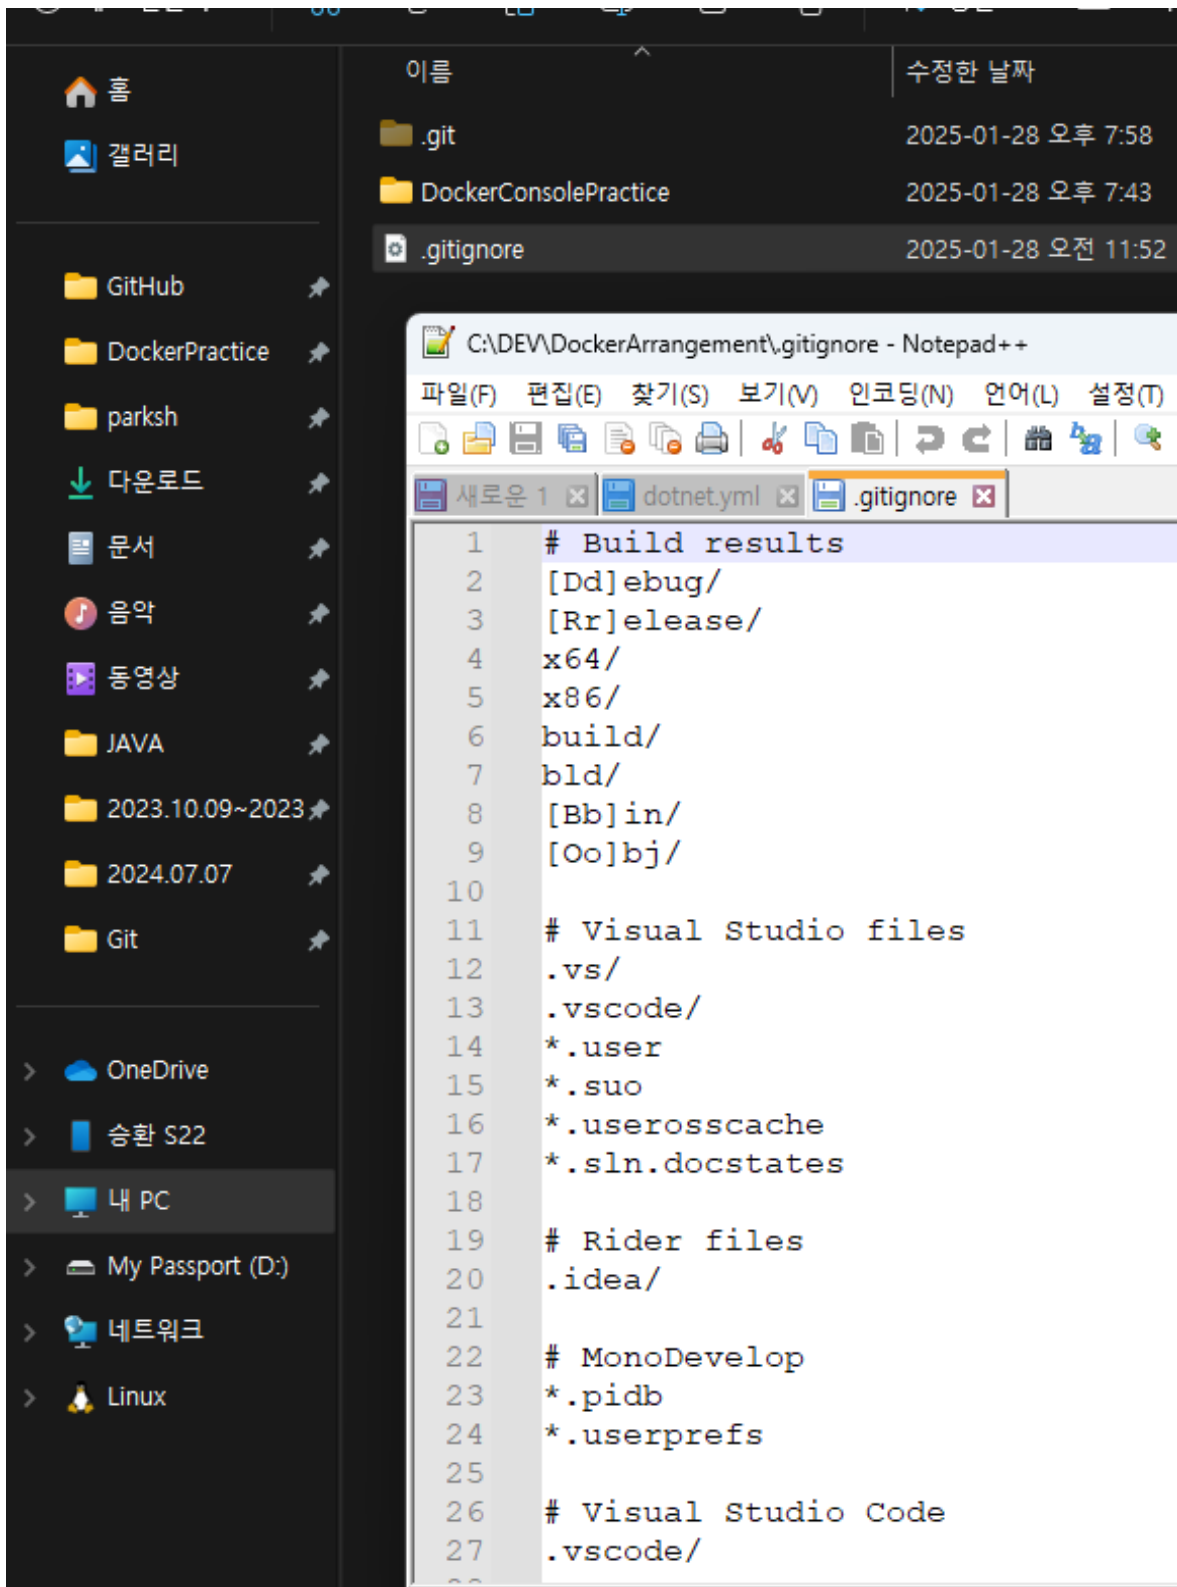 이름
수정한 날짜
홈
갤러리
.git
2025-01-28 오후 7:58
DockerConsolePractice
2025-01-28 오후 7:43
.gitignore
2025-01-28 오전 11:52
GitHub
DockerPractice
parksh
다운로드
문서
음악
동영상
JAVA
2023.10.09~2023
2024.07.07
Git
OneDrive
승환 S22
내 PC
My Passport (D:)
네트워크
Linux
C:\DEV\DockerArrangement\.gitignore - Notepad++
파일(F) 편집(E) 찾기(S) 보기(V) 인코딩(N) 언어(L) 설정(T)
새로운 1 dotnet.yml .gitignore
1 # Build results
2 [Dd]ebug/
3 [Rr]elease/
4 x64/
5 x86/
6 build/
7 bld/
8 [Bb]in/
9 [Oo]bj/
10
11 # Visual Studio files
12 .vs/
13 .vscode/
14 *.user
15 *.suo
16 *.userosscache
17 *.sln.docstates
18
19 # Rider files
20 .idea/
21
22 # MonoDevelop
23 *.pidb
24 *.userprefs
25
26 # Visual Studio Code
27 .vscode/